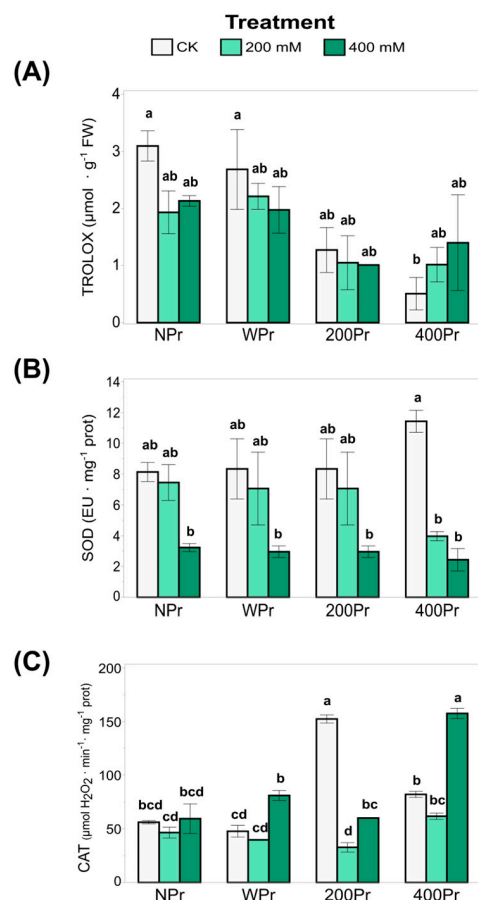 Treatment
CK 200 mM 400 mM
(A)
TROLOX (μmol · g⁻¹ FW)
4
3
2
1
0
a ab ab a ab ab ab ab ab b ab ab
NPr WPr 200Pr 400Pr
(B)
SOD (EU · mg⁻¹ prot)
14
12
10
8
6
4
2
0
ab ab b ab ab b ab ab b a b b
NPr WPr 200Pr 400Pr
(C)
CAT (μmol H₂O₂ · min⁻¹· mg⁻¹ prot)
200
150
100
50
0
bcd cd bcd cd cd b a d bc b bc a
NPr WPr 200Pr 400Pr